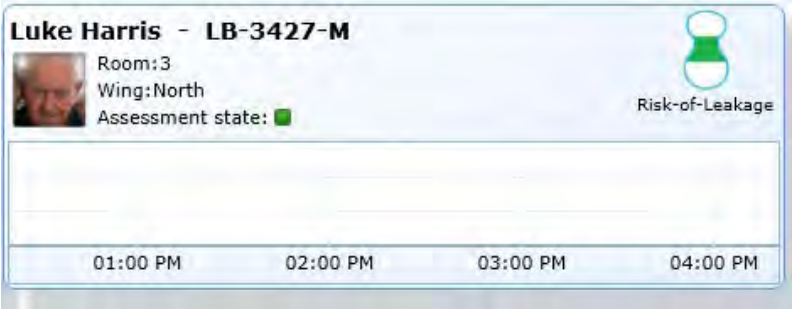 Luke Harris - LB-3427-M
Room:3
Wing:North
Assessment state:
Risk-of-Leakage
01:00 PM 02:00 PM 03:00 PM 04:00 PM